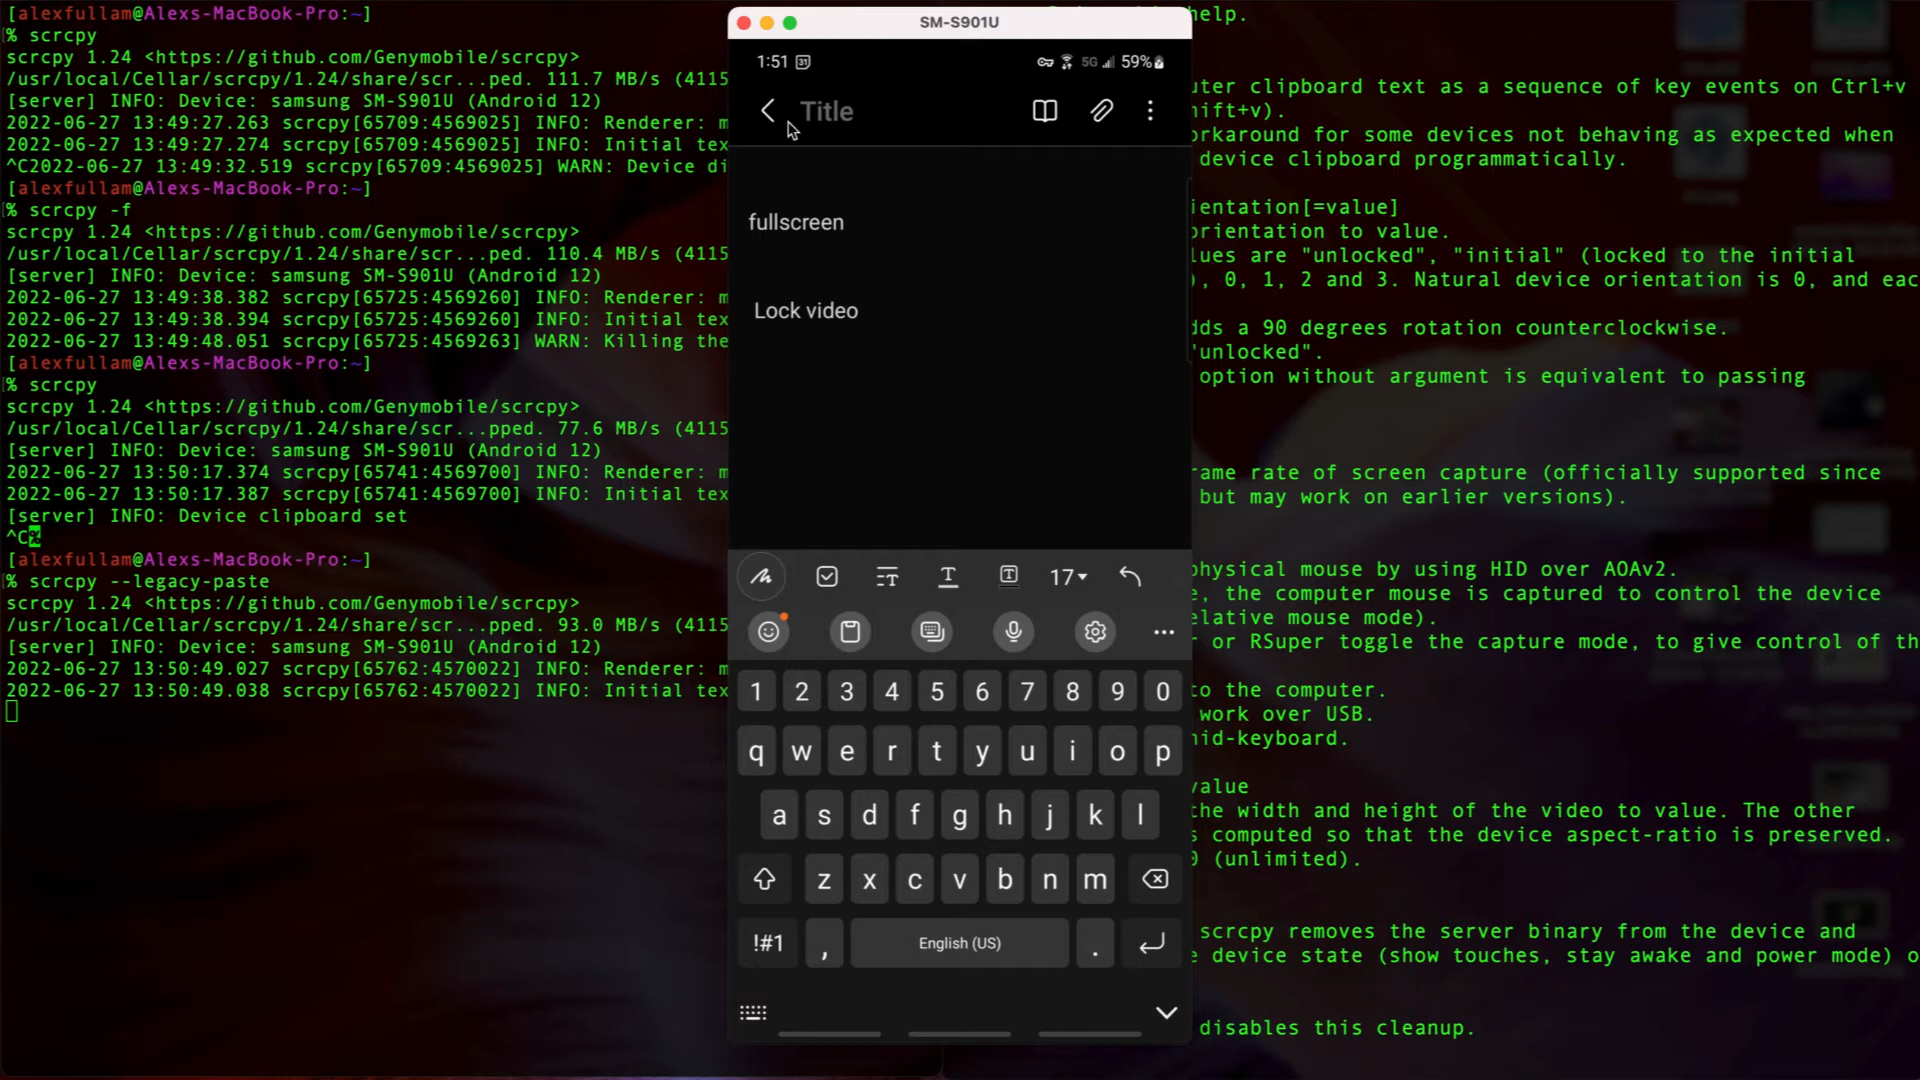 [alexfullam@Alexs-MacBook-Pro:~]
% scrcpy
scrcpy 1.24 <https://github.com/Genymobile/scrcpy>
/usr/local/Cellar/scrcpy/1.24/share/scr...ped. 111.7 MB/s (4115
[server] INFO: Device: samsung SM-S901U (Android 12)
2022-06-27 13:49:27.263 scrcpy[65709:4569025] INFO: Renderer: m
2022-06-27 13:49:27.274 scrcpy[65709:4569025] INFO: Initial tex
^C2022-06-27 13:49:32.519 scrcpy[65709:4569025] WARN: Device di
[alexfullam@Alexs-MacBook-Pro:~]
% scrcpy -f
scrcpy 1.24 <https://github.com/Genymobile/scrcpy>
/usr/local/Cellar/scrcpy/1.24/share/scr...ped. 110.4 MB/s (4115
[server] INFO: Device: samsung SM-S901U (Android 12)
2022-06-27 13:49:38.382 scrcpy[65725:4569260] INFO: Renderer: m
2022-06-27 13:49:38.394 scrcpy[65725:4569260] INFO: Initial tex
2022-06-27 13:49:48.051 scrcpy[65725:4569263] WARN: Killing the
[alexfullam@Alexs-MacBook-Pro:~]
% scrcpy
scrcpy 1.24 <https://github.com/Genymobile/scrcpy>
/usr/local/Cellar/scrcpy/1.24/share/scr...pped. 77.6 MB/s (4115
[server] INFO: Device: samsung SM-S901U (Android 12)
2022-06-27 13:50:17.374 scrcpy[65741:4569700] INFO: Renderer: m
2022-06-27 13:50:17.387 scrcpy[65741:4569700] INFO: Initial tex
[server] INFO: Device clipboard set
^C%
[alexfullam@Alexs-MacBook-Pro:~]
% scrcpy --legacy-paste
scrcpy 1.24 <https://github.com/Genymobile/scrcpy>
/usr/local/Cellar/scrcpy/1.24/share/scr...pped. 93.0 MB/s (4115
[server] INFO: Device: samsung SM-S901U (Android 12)
2022-06-27 13:50:49.027 scrcpy[65762:4570022] INFO: Renderer: m
2022-06-27 13:50:49.038 scrcpy[65762:4570022] INFO: Initial tex
SM-S901U
1:51 31 5G 59%
Title
fullscreen
Lock video
17
1 2 3 4 5 6 7 8 9 0
q w e r t y u i o p
a s d f g h j k l
z x c v b n m
!#1 , English (US) .
help.
uter clipboard text as a sequence of key events on Ctrl+v
hift+v).
orkaround for some devices not behaving as expected when
device clipboard programmatically.
ientation[=value]
orientation to value.
lues are "unlocked", "initial" (locked to the initial
), 0, 1, 2 and 3. Natural device orientation is 0, and eac
dds a 90 degrees rotation counterclockwise.
"unlocked".
option without argument is equivalent to passing
rame rate of screen capture (officially supported since
but may work on earlier versions).
physical mouse by using HID over AOAv2.
e, the computer mouse is captured to control the device
relative mouse mode).
or RSuper toggle the capture mode, to give control of th
to the computer.
work over USB.
hid-keyboard.
value
the width and height of the video to value. The other
s computed so that the device aspect-ratio is preserved.
0 (unlimited).
scrcpy removes the server binary from the device and
e device state (show touches, stay awake and power mode) o
disables this cleanup.